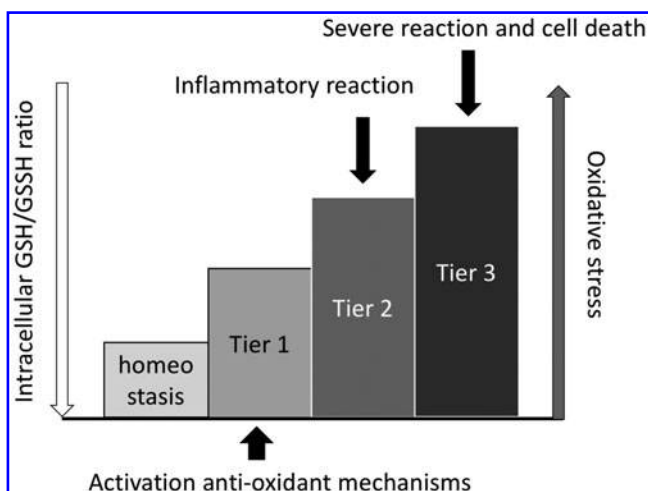 Severe reaction and cell death
Inflammatory reaction
Intracellular GSH/GSSH ratio
Oxidative stress
Tier 3
Tier 2
Tier 1
homeo
stasis
Activation anti-oxidant mechanisms